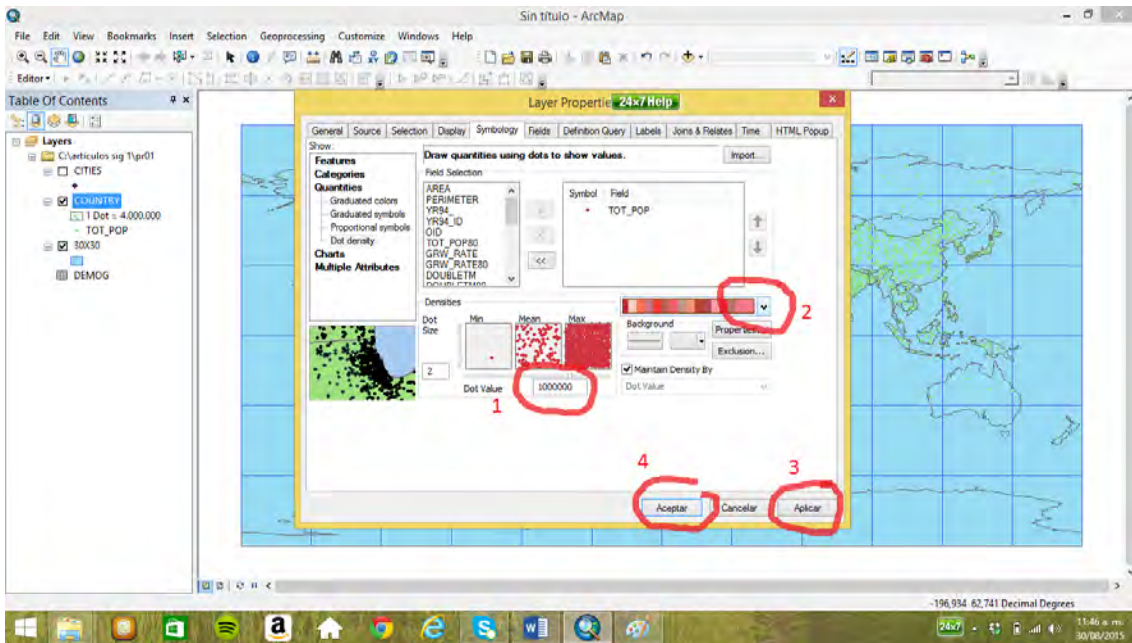 Sin título - ArcMap
File Edit View Bookmarks Insert Selection Geoprocessing Customize Windows Help
Editor
Table Of Contents
Layers
C:\articulos sig 1\pr01
CITIES
COUNTRY
1 Dot = 4.000.000
TOT_POP
30X30
DEMOG
Layer Propertie 24x7 Help
General Source Selection Display Symbology Fields Definition Query Labels Joins & Relates Time HTML Popup
Show:
Features
Categories
Quantities
Graduated colors
Graduated symbols
Proportional symbols
Dot density
Charts
Multiple Attributes
Draw quantities using dots to show values.
Import...
Field Selection
AREA
PERIMETER
YR94_
YR94_ID
OID
TOT_POP80
GRW_RATE
GRW_RATE80
DOUBLETM
Symbol Field
TOT_POP
<<
2
Densities
Dot Size
Min Mean Max
2
Dot Value
1000000
1
Background
Properties...
Exclusion...
Maintain Density By
Dot Value
4
3
Aceptar
Cancelar
Aplicar
-196,934 62,741 Decimal Degrees
24x7
11:46 a. m.
30/08/2015